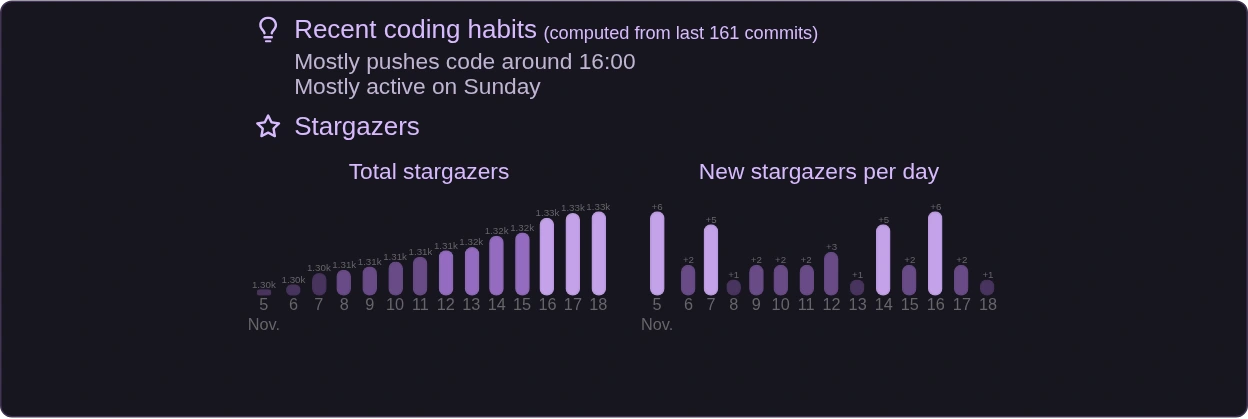 Recent coding habits (computed from last 161 commits)
Mostly pushes code around 16:00
Mostly active on Sunday
Stargazers
Total stargazers
1.30k 1.30k 1.30k 1.31k 1.31k 1.31k 1.31k 1.31k 1.32k 1.32k 1.32k 1.33k 1.33k 1.33k
5 6 7 8 9 10 11 12 13 14 15 16 17 18
Nov.
New stargazers per day
+6 +2 +5 +1 +2 +2 +2 +3 +1 +5 +2 +6 +2 +1
5 6 7 8 9 10 11 12 13 14 15 16 17 18
Nov.